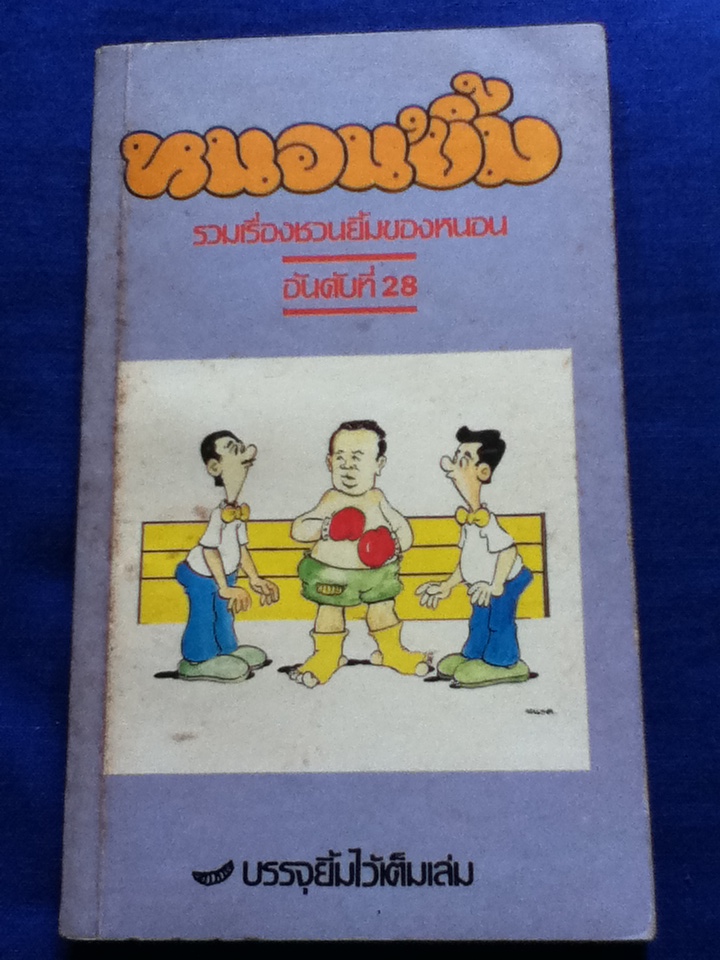 หนอนยิ้ม
รวมเรื่องชวนยิ้มของหนอน
อันดับที่ 28
บรรจุยิ้มไว้เต็มเล่ม